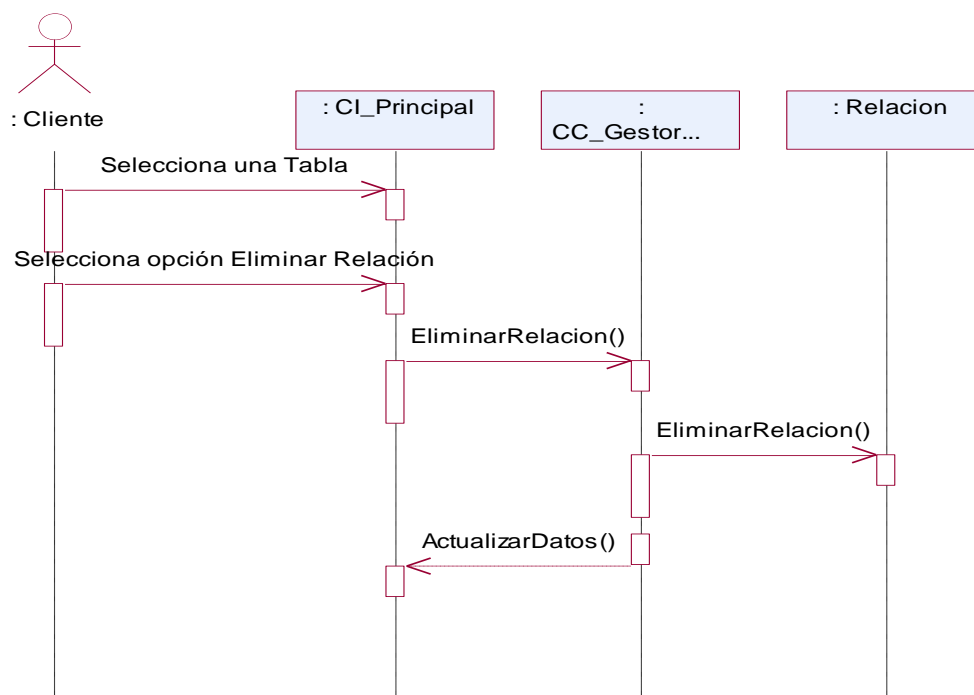 : Cliente
: CI_Principal
:
CC_Gestor...
: Relacion
Selecciona una Tabla
Selecciona opción Eliminar Relación
EliminarRelacion()
EliminarRelacion()
ActualizarDatos()